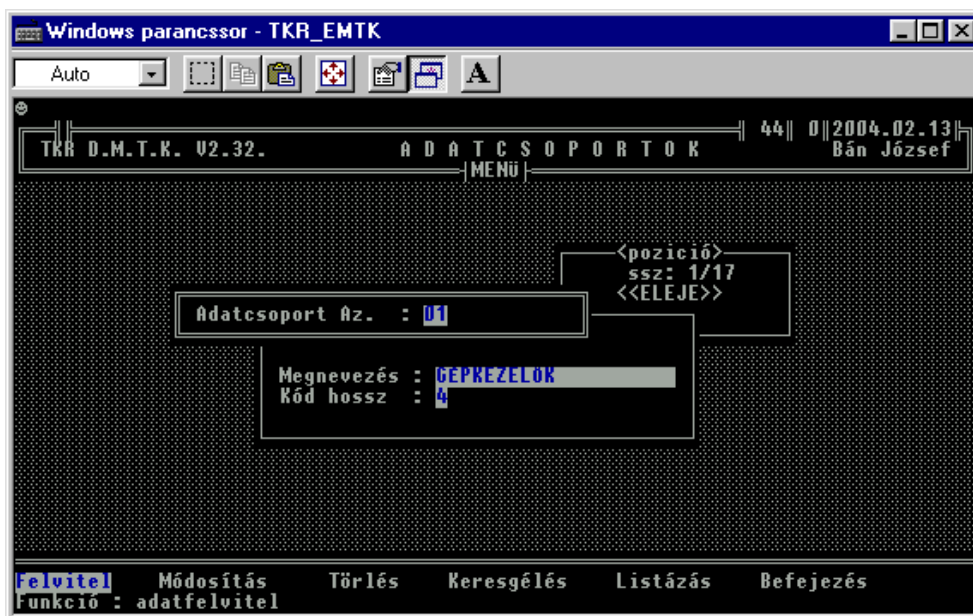 Windows parancssor - TKR_EMTK
Auto
A
44 0 2004.02.13
TKR D.M.T.K. V2.32. A D A T C S O P O R T O K Bán József
MENÜ
<pozició>
ssz: 1/17
<<ELEJE>>
Adatcsoport Az. : 01
Megnevezés : GÉPKEZELŐK
Kód hossz : 4
Felvitel Módosítás Törlés Keresgélés Listázás Befejezés
Funkció : adatfelvitel